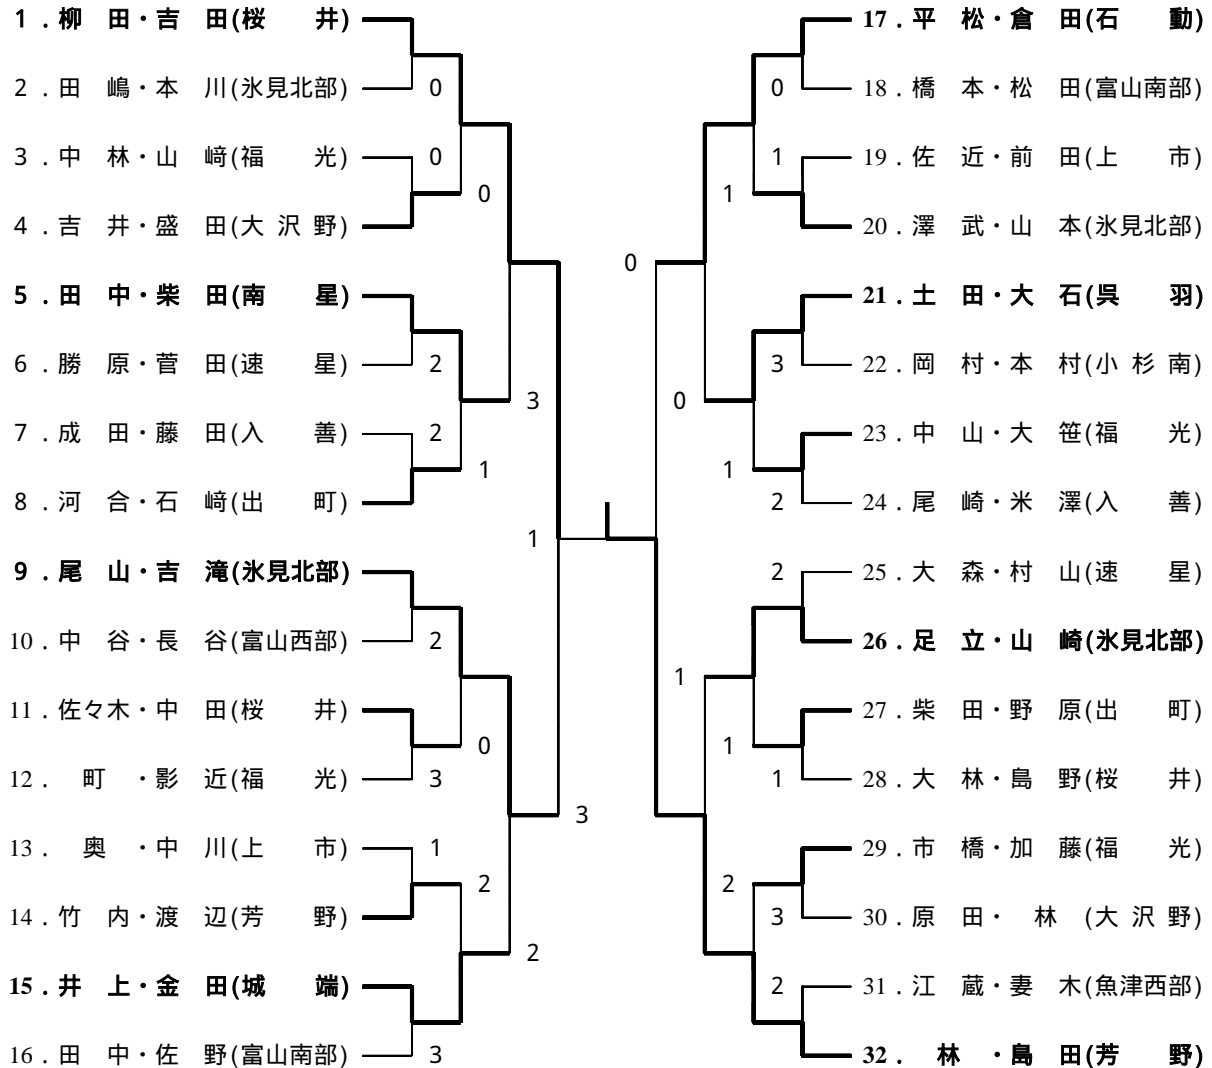 1．柳　田・吉　田(桜　　井)
2．田　嶋・本　川(氷見北部)
0
3．中　林・山　﨑(福　　光)
0
0
4．吉　井・盛　田(大 沢 野)
5．田　中・柴　田(南　　星)
6．勝　原・菅　田(速　　星)
2
3
7．成　田・藤　田(入　　善)
2
1
8．河　合・石　﨑(出　　町)
1
9．尾　山・吉　滝(氷見北部)
10．中　谷・長　谷(富山西部)
2
11．佐々木・中　田(桜　　井)
0
12．　町　・影　近(福　　光)
3
3
13．　奥　・中　川(上　　市)
1
2
14．竹　内・渡　辺(芳　　野)
2
15．井　上・金　田(城　　端)
16．田　中・佐　野(富山南部)
3
17．平　松・倉　田(石　　動)
0
18．橋　本・松　田(富山南部)
1
19．佐　近・前　田(上　　市)
1
20．澤　武・山　本(氷見北部)
0
21．土　田・大　石(呉　　羽)
3
22．岡　村・本　村(小 杉 南)
0
23．中　山・大　笹(福　　光)
1
2
24．尾　崎・米　澤(入　　善)
2
25．大　森・村　山(速　　星)
26．足　立・山　崎(氷見北部)
1
27．柴　田・野　原(出　　町)
1
1
28．大　林・島　野(桜　　井)
29．市　橋・加　藤(福　　光)
2
3
30．原　田・　林　(大 沢 野)
2
31．江　蔵・妻　木(魚津西部)
32．　林　・島　田(芳　　野)